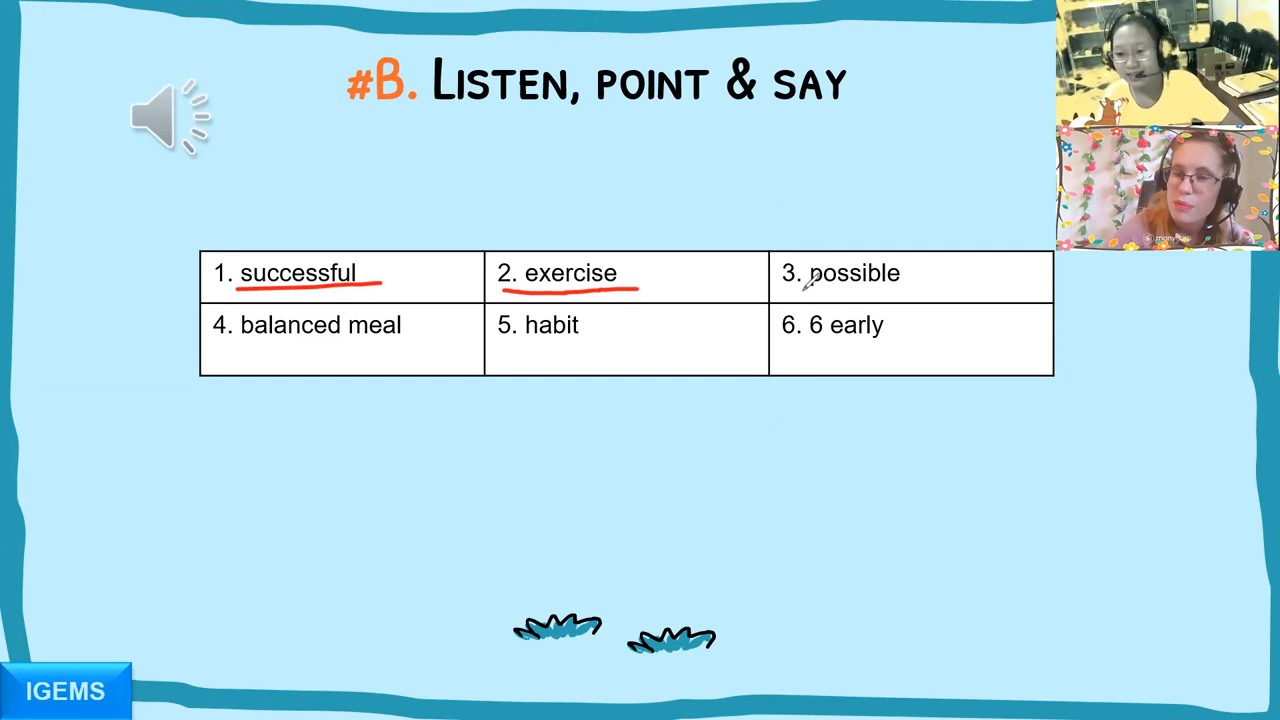 #B. LISTEN, POINT & SAY
1. successful
2. exercise
3. possible
4. balanced meal
5. habit
6. 6 early
IGEMS